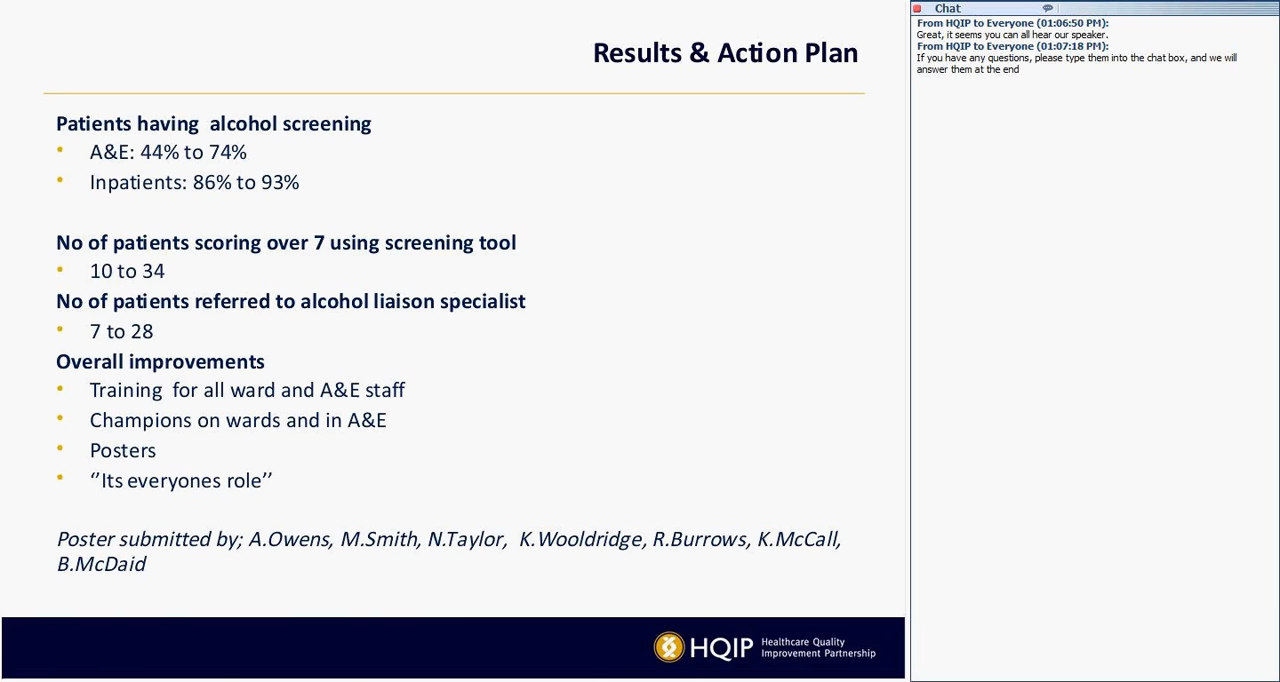 Results & Action Plan
Patients having  alcohol screening
• A&E: 44% to 74%
• Inpatients: 86% to 93%
No of patients scoring over 7 using screening tool
• 10 to 34
No of patients referred to alcohol liaison specialist
• 7 to 28
Overall improvements
• Training  for all ward and A&E staff
• Champions on wards and in A&E
• Posters
• ‘’Its everyones role’’
Poster submitted by; A.Owens, M.Smith, N.Taylor,  K.Wooldridge, R.Burrows, K.McCall,
B.McDaid
HQIP Healthcare Quality
Improvement Partnership
Chat
From HQIP to Everyone (01:06:50 PM):
Great, it seems you can all hear our speaker.
From HQIP to Everyone (01:07:18 PM):
If you have any questions, please type them into the chat box, and we will
answer them at the end